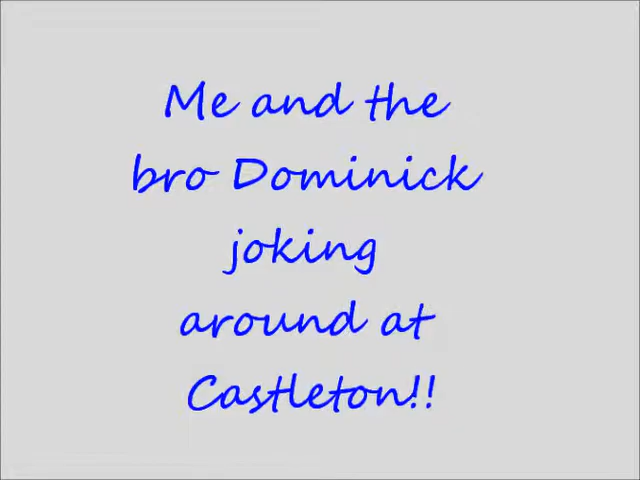 Me and the
bro Dominick
joking
around at
Castleton!!